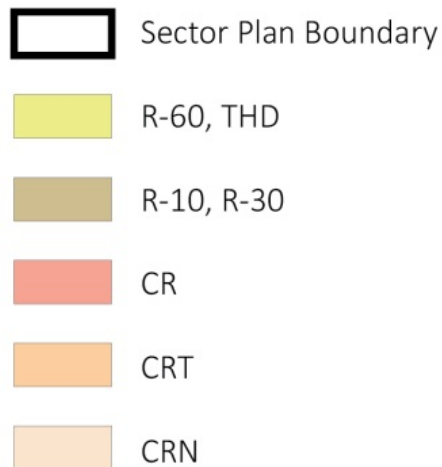 Sector Plan Boundary
R-60, THD
R-10, R-30
CR
CRT
CRN